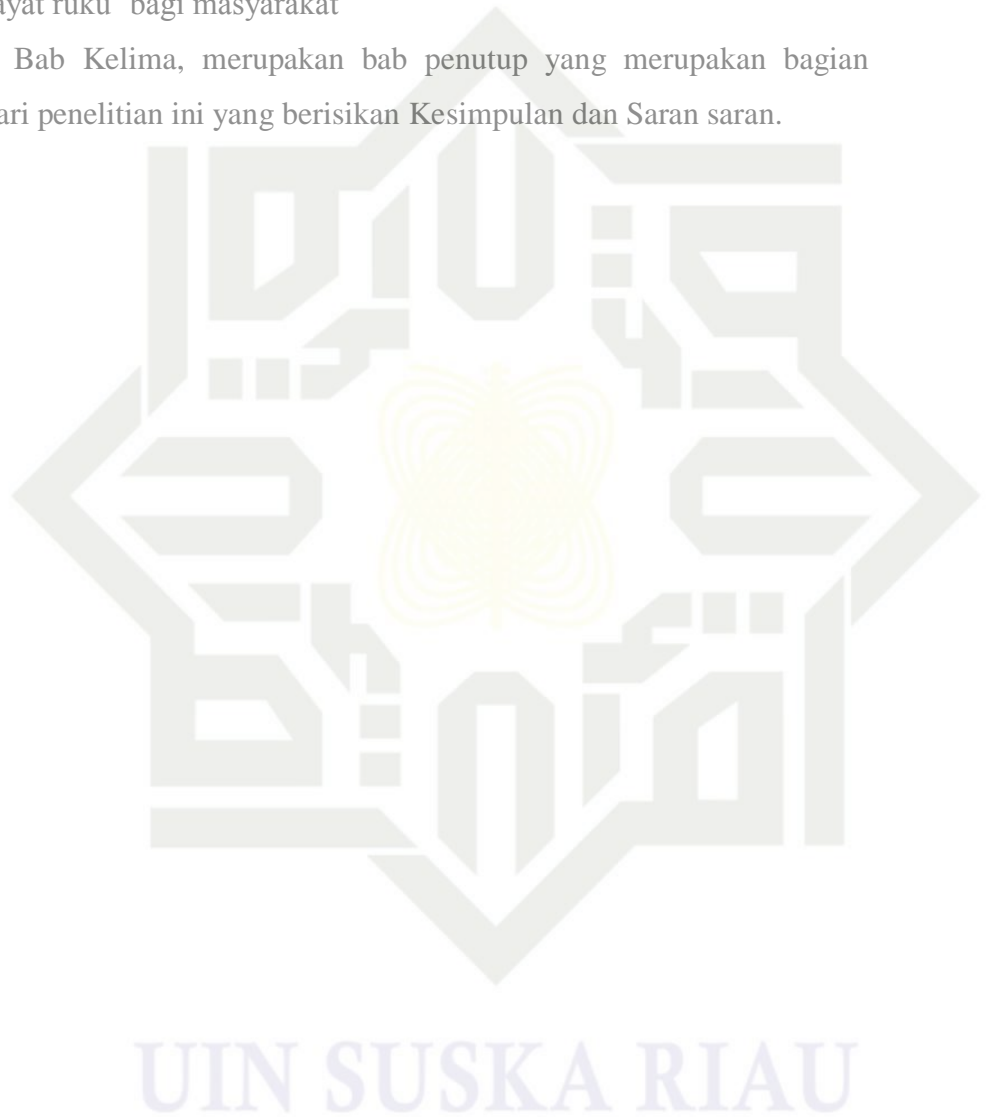 ayat ruku' bagi masyarakat
Bab Kelima, merupakan bab penutup yang merupakan bagian
ari penelitian ini yang berisikan Kesimpulan dan Saran saran.
UIN SUSKA RIAU